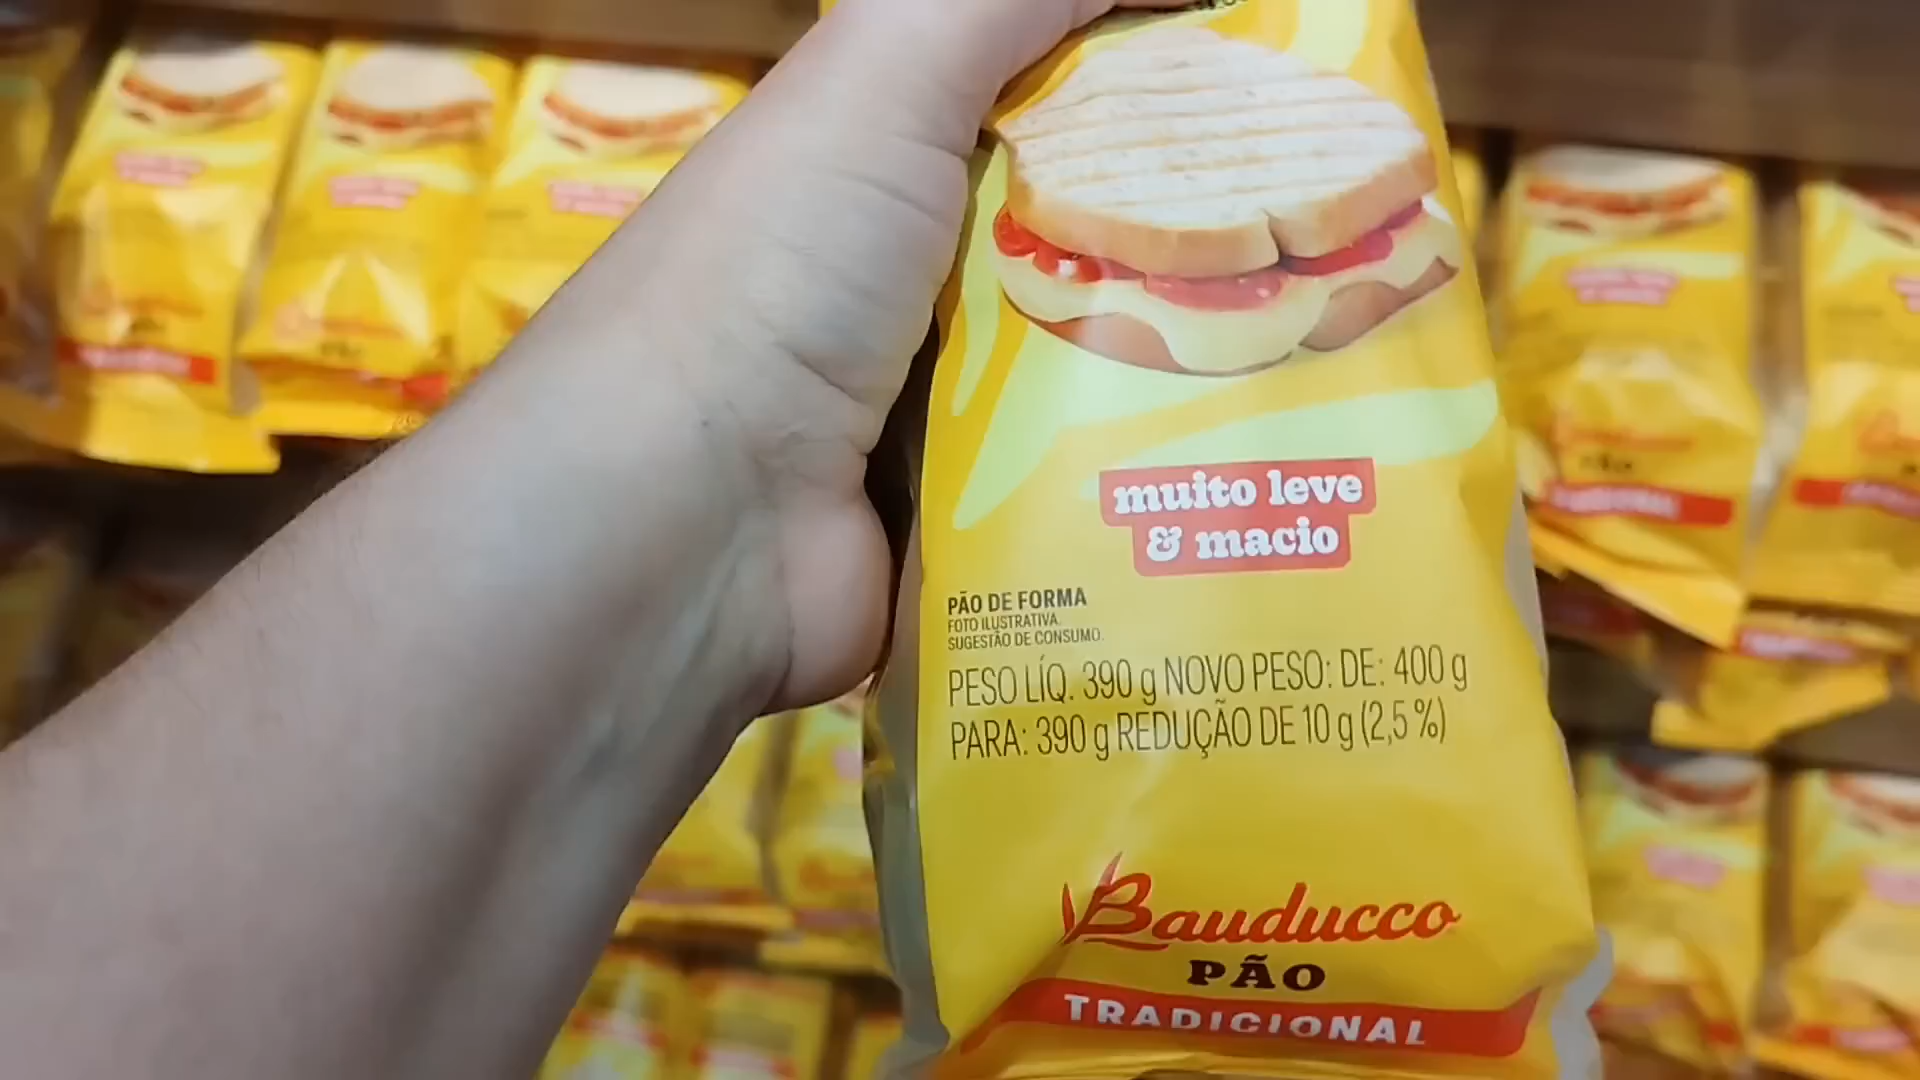 muito leve
& macio
PÃO DE FORMA
FOTO ILUSTRATIVA.
SUGESTÃO DE CONSUMO.
PESO LÍQ. 390 g NOVO PESO: DE: 400 g
PARA: 390 g REDUÇÃO DE 10 g (2,5 %)
Bauducco
PÃO
TRADICIONAL